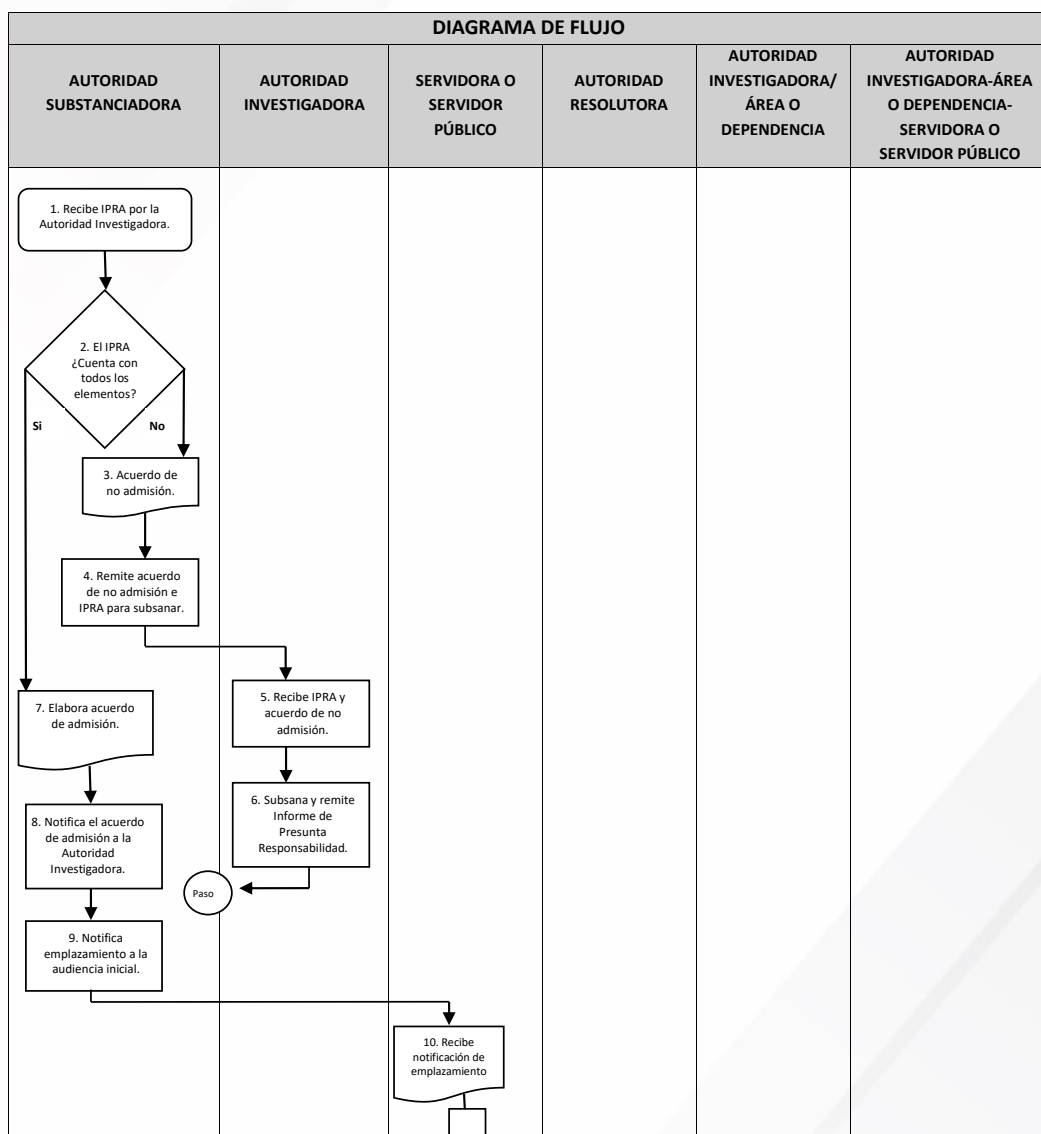 DIAGRAMA DE FLUJO
AUTORIDAD
SUBSTANCIADORA
AUTORIDAD
INVESTIGADORA
SERVIDORA O
SERVIDOR
PÚBLICO
AUTORIDAD
RESOLUTORA
AUTORIDAD
INVESTIGADORA/
ÁREA O
DEPENDENCIA
AUTORIDAD
INVESTIGADORA-ÁREA
O DEPENDENCIA-
SERVIDORA O
SERVIDOR PÚBLICO
1. Recibe IPRA por la
Autoridad Investigadora.
2. El IPRA
¿Cuenta con
todos los
elementos?
Si
No
3. Acuerdo de
no admisión.
4. Remite acuerdo
de no admisión e
IPRA para subsanar.
5. Recibe IPRA y
acuerdo de no
admisión.
6. Subsana y remite
Informe de
Presunta
Responsabilidad.
Paso
7. Elabora acuerdo
de admisión.
8. Notifica el acuerdo
de admisión a la
Autoridad
Investigadora.
9. Notifica
emplazamiento a la
audiencia inicial.
10. Recibe
notificación de
emplazamiento